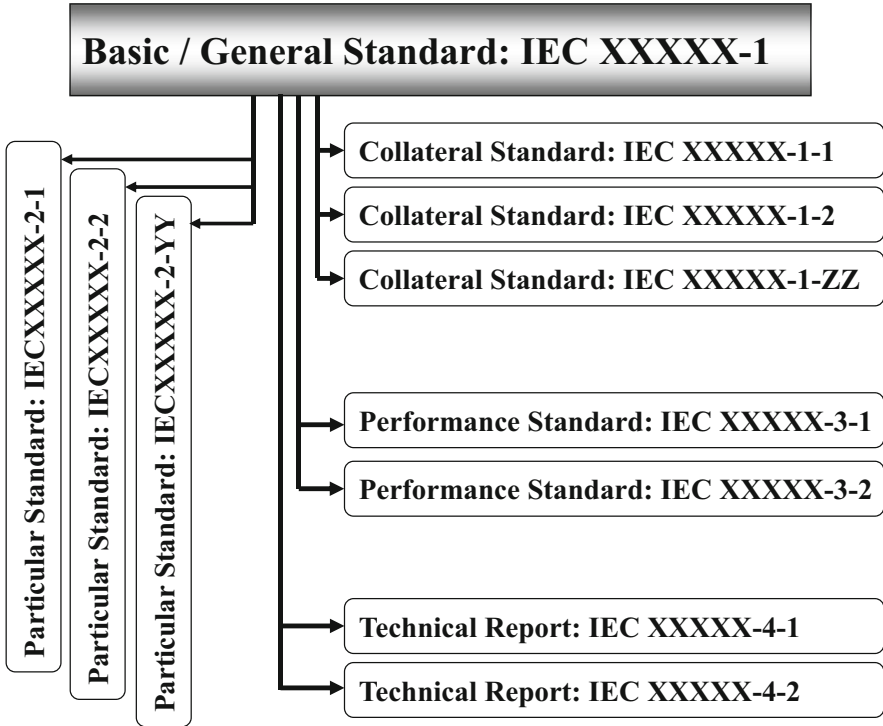 Basic / General Standard: IEC XXXXX-1
Particular Standard: IECXXXXX-2-1
Particular Standard: IECXXXXX-2-2
Particular Standard: IECXXXXX-2-YY
Collateral Standard: IEC XXXXX-1-1
Collateral Standard: IEC XXXXX-1-2
Collateral Standard: IEC XXXXX-1-ZZ
Performance Standard: IEC XXXXX-3-1
Performance Standard: IEC XXXXX-3-2
Technical Report: IEC XXXXX-4-1
Technical Report: IEC XXXXX-4-2